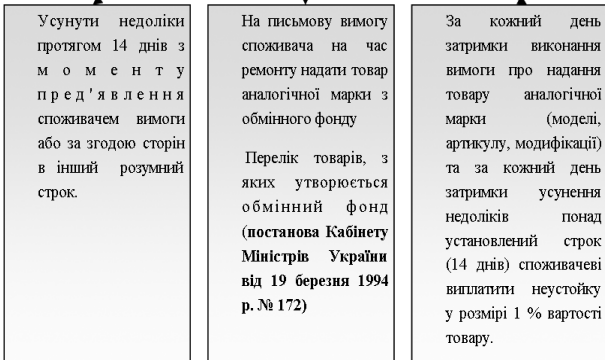 Усунути недоліки
протягом 14 днів з
моменту
пред'явлення
споживачем вимоги
або за згодою сторін
в інший розумний
строк.
На письмову вимогу
споживача на час
ремонту надати товар
аналогічної марки з
обмінного фонду
Перелік товарів, з
яких утворюється
обмінний фонд
(постанова Кабінету
Міністрів України
від 19 березня 1994
р. № 172)
За кожний день
затримки виконання
вимоги про надання
товару аналогічної
марки (моделі,
артикулу, модифікації)
та за кожний день
затримки усунення
недоліків понад
установлений строк
(14 днів) споживачеві
виплатити неустойку
у розмірі 1 % вартості
товару.